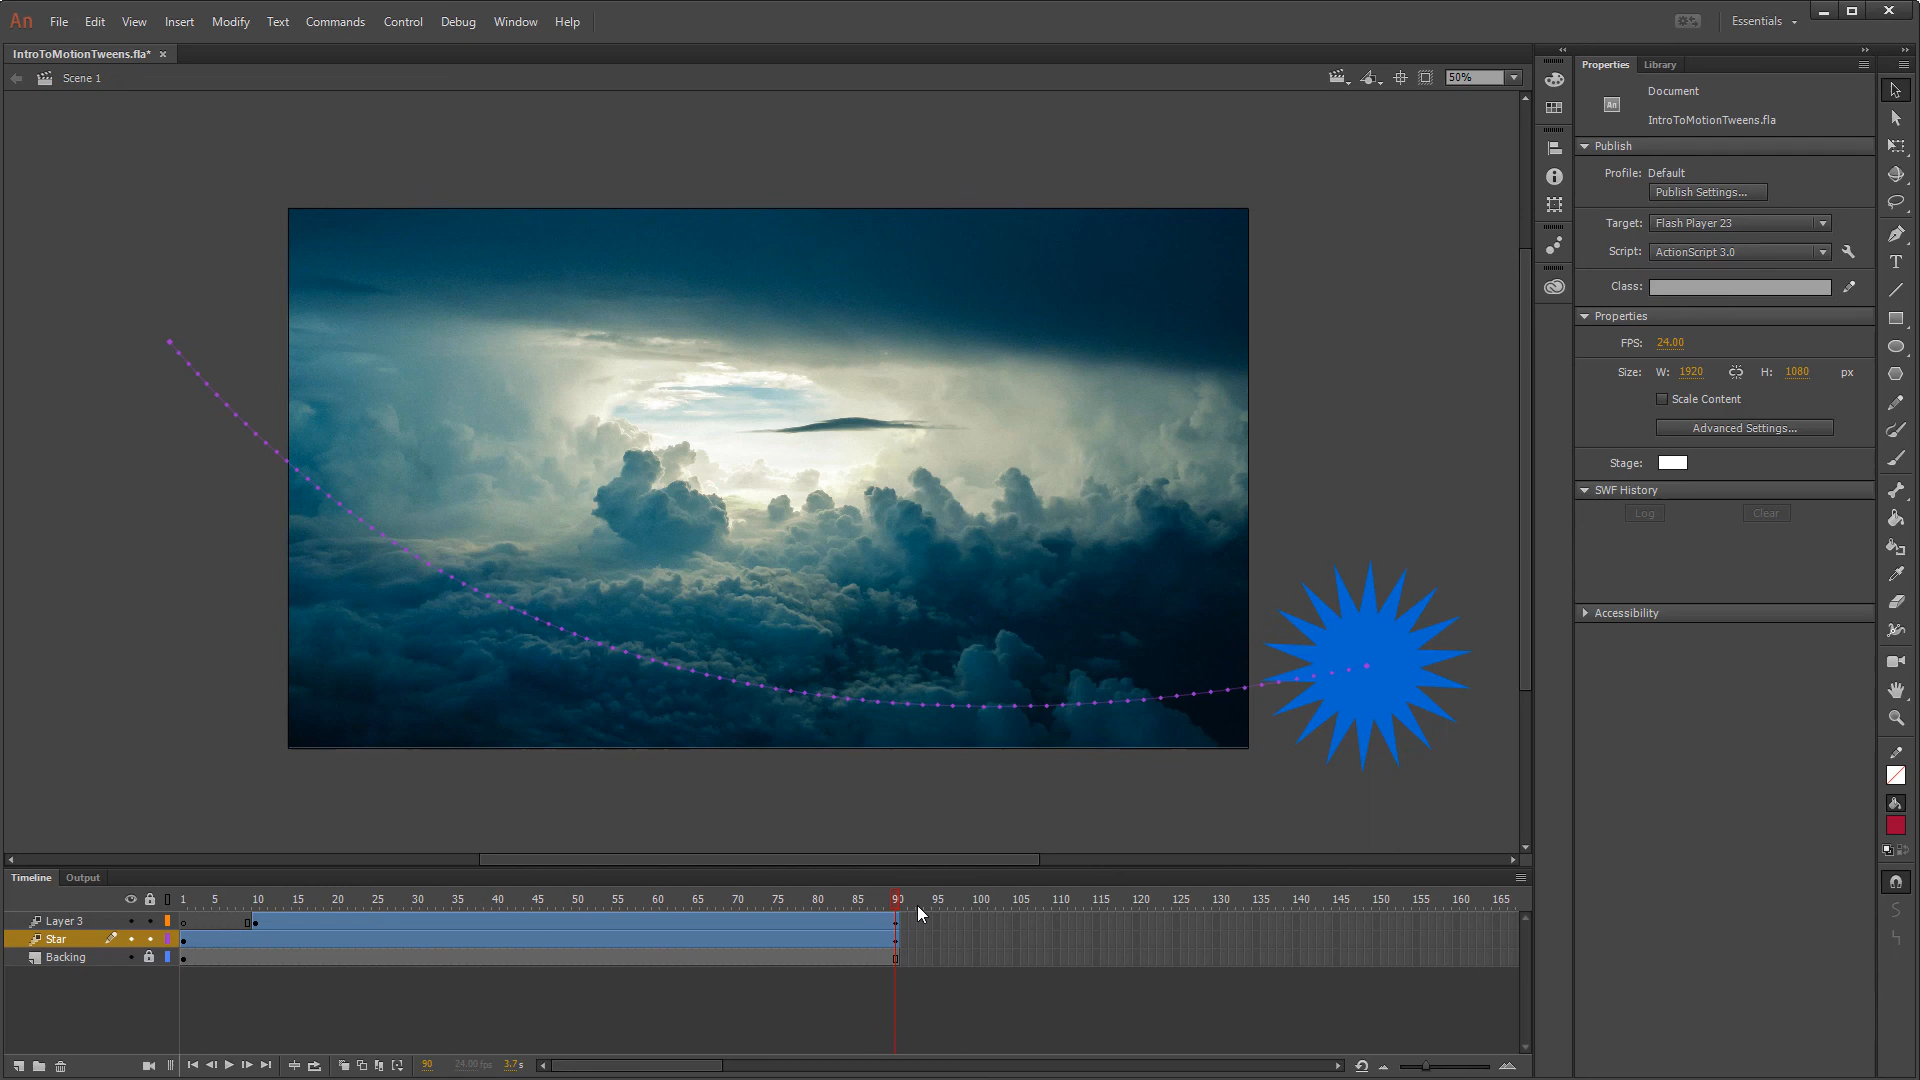 An File Edit View Insert Modify Text Commands Control Debug Window Help Essentials
IntroToMotionTweens.fla* ×
Scene 1
50%
Properties Library
Document
An
IntroToMotionTweens.fla
Publish
Profile: Default
Publish Settings...
Target: Flash Player 23
Script: ActionScript 3.0
Class:
Properties
FPS: 24.00
Size: W: 1920 H: 1080 px
Scale Content
Advanced Settings...
Stage:
SWF History
Log Clear
Accessibility
Timeline Output
1 5 10 15 20 25 30 35 40 45 50 55 60 65 70 75 80 85 90 95 100 105 110 115 120 125 130 135 140 145 150 155 160 165
Layer 3
Star
Backing
90 24.00 fps 3.7 s